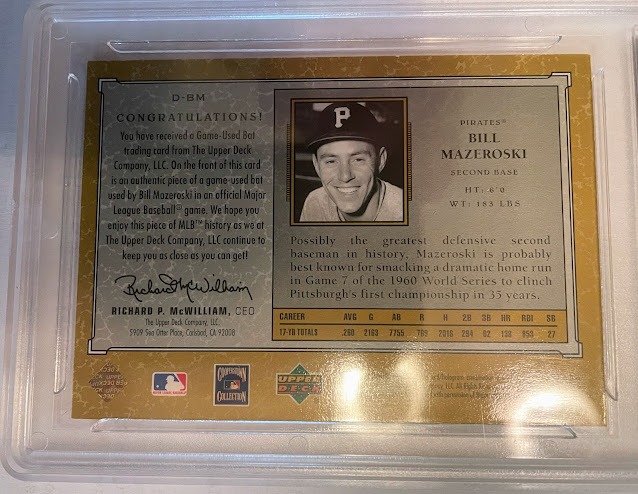 D-BM
CONGRATULATIONS!
You have received a Game-Used Bat
trading card from The Upper Deck
Company, LLC. On the front of this card
is an authentic piece of a game-used bat
used by Bill Mazeroski in an official Major
League Baseball® game. We hope you
enjoy this piece of MLB™ history as we at
The Upper Deck Company, LLC continue to
keep you as close as you can get!
Richard P. McWilliam
RICHARD P. McWILLIAM, CEO
The Upper Deck Company, LLC
5909 Sea Otter Place, Carlsbad, CA 92008
P
PIRATES®
BILL
MAZEROSKI
SECOND BASE
HT: 6'0
WT: 183 LBS
Possibly the greatest defensive second
baseman in history, Mazeroski is probably
best known for smacking a dramatic home run
in Game 7 of the 1960 World Series to clinch
Pittsburgh's first championship in 35 years.
CAREER AVG G AB R H 2B 3B HR RBI SB
17-YR TOTALS .260 2163 7755 769 2016 294 62 138 853 27
COOPERSTOWN
COLLECTION
UPPER
DECK